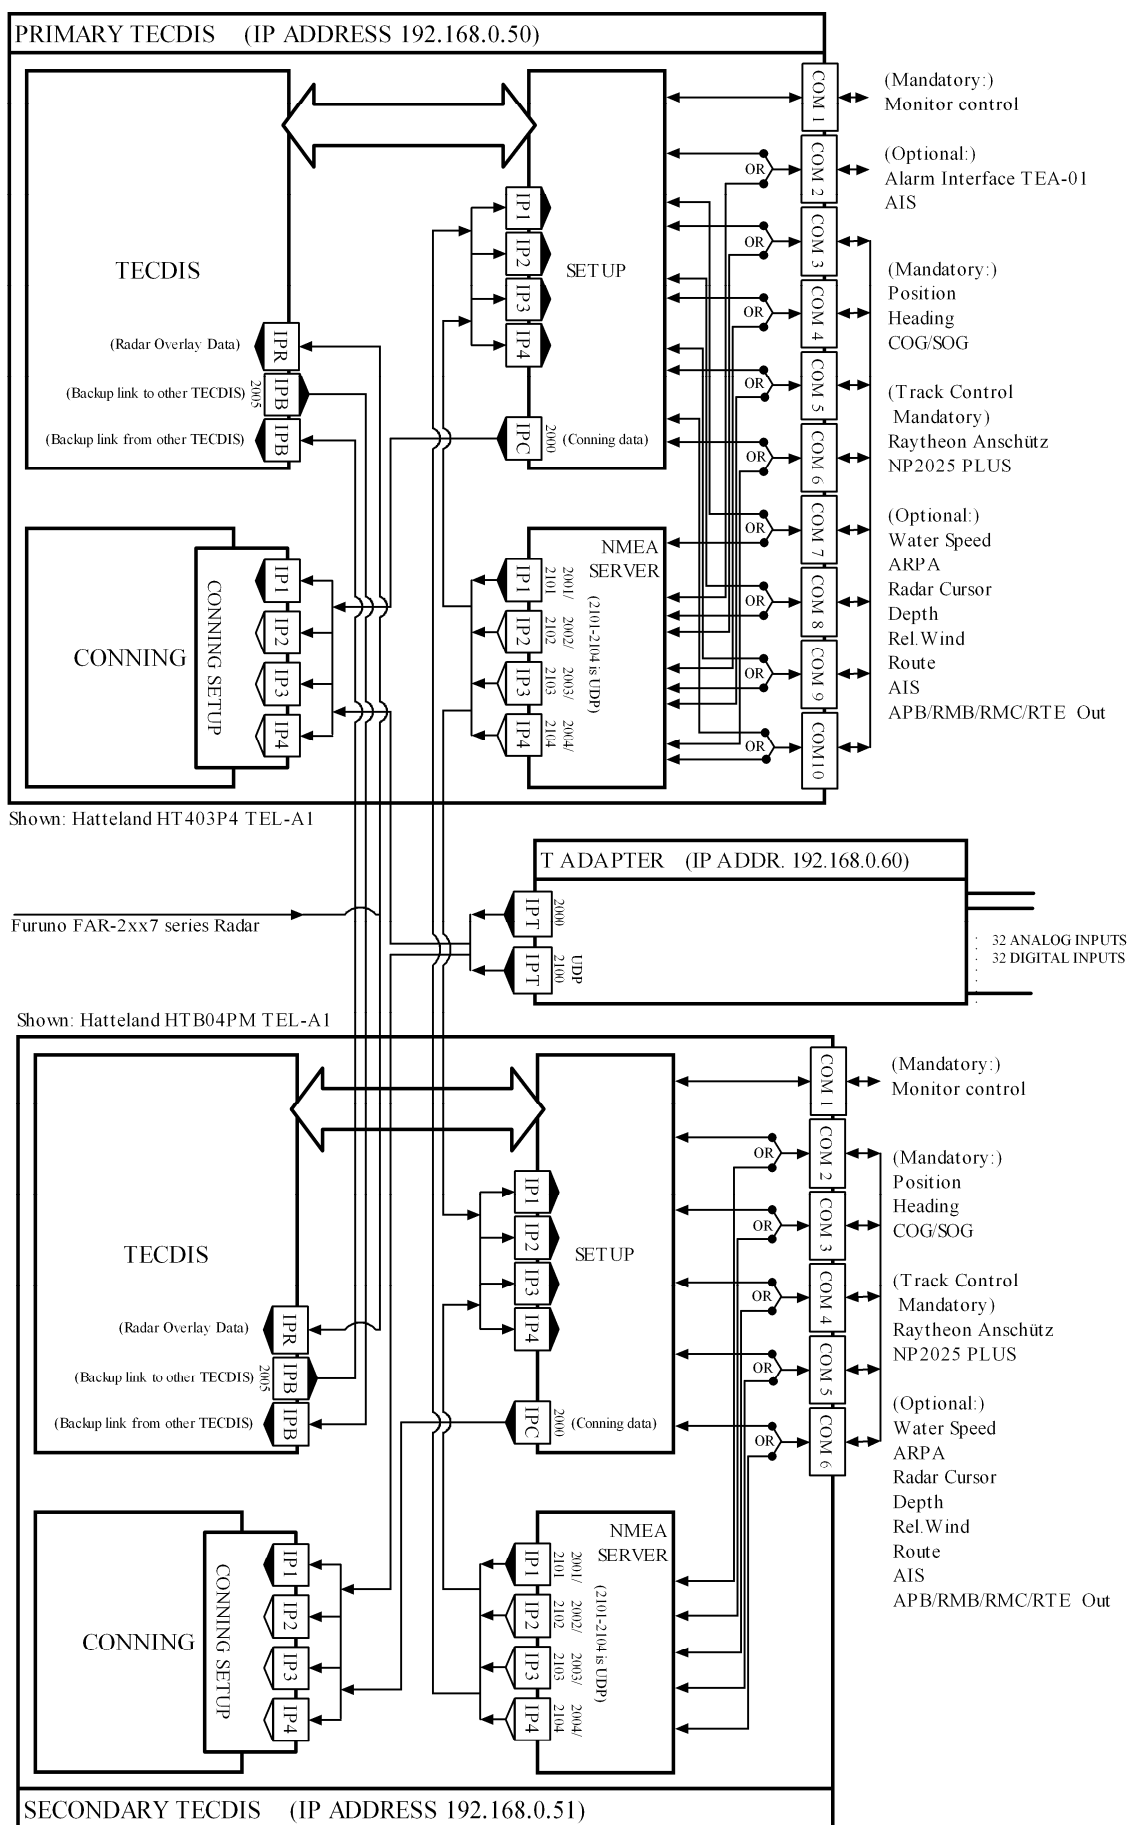 PRIMARY TECDIS (IP ADDRESS 192.168.0.50)
TECDIS
(Radar Overlay Data)
IPR
(Backup link to other TECDIS)
2005
IPB
(Backup link from other TECDIS)
IPB
SETUP
IP1
IP2
IP3
IP4
IPC
2000
(Conning data)
CONNING
CONNING SETUP
IP1
IP2
IP3
IP4
NMEA
SERVER
(2101-2104 is UDP)
IP1
2001/
2101
IP2
2002/
2102
IP3
2003/
2103
IP4
2004/
2104
OR
OR
OR
OR
OR
OR
OR
OR
OR
COM 1
COM 2
COM 3
COM 4
COM 5
COM 6
COM 7
COM 8
COM 9
COM10
(Mandatory:)
Monitor control
(Optional:)
Alarm Interface TEA-01
AIS
(Mandatory:)
Position
Heading
COG/SOG
(Track Control
Mandatory)
Raytheon Anschütz
NP2025 PLUS
(Optional:)
Water Speed
ARPA
Radar Cursor
Depth
Rel.Wind
Route
AIS
APB/RMB/RMC/RTE Out
Shown: Hatteland HT403P4 TEL-A1
T ADAPTER (IP ADDR. 192.168.0.60)
IPT
2000
IPT
2100
UDP
32 ANALOG INPUTS
32 DIGITAL INPUTS
Furuno FAR-2xx7 series Radar
Shown: Hatteland HTB04PM TEL-A1
TECDIS
(Radar Overlay Data)
IPR
(Backup link to other TECDIS)
2005
IPB
(Backup link from other TECDIS)
IPB
SETUP
IP1
IP2
IP3
IP4
IPC
2000
(Conning data)
CONNING
CONNING SETUP
IP1
IP2
IP3
IP4
NMEA
SERVER
(2101-2104 is UDP)
IP1
2001/
2101
IP2
2002/
2102
IP3
2003/
2103
IP4
2004/
2104
OR
OR
OR
OR
OR
COM 1
COM 2
COM 3
COM 4
COM 5
COM 6
(Mandatory:)
Monitor control
(Mandatory:)
Position
Heading
COG/SOG
(Track Control
Mandatory)
Raytheon Anschütz
NP2025 PLUS
(Optional:)
Water Speed
ARPA
Radar Cursor
Depth
Rel.Wind
Route
AIS
APB/RMB/RMC/RTE Out
SECONDARY TECDIS (IP ADDRESS 192.168.0.51)